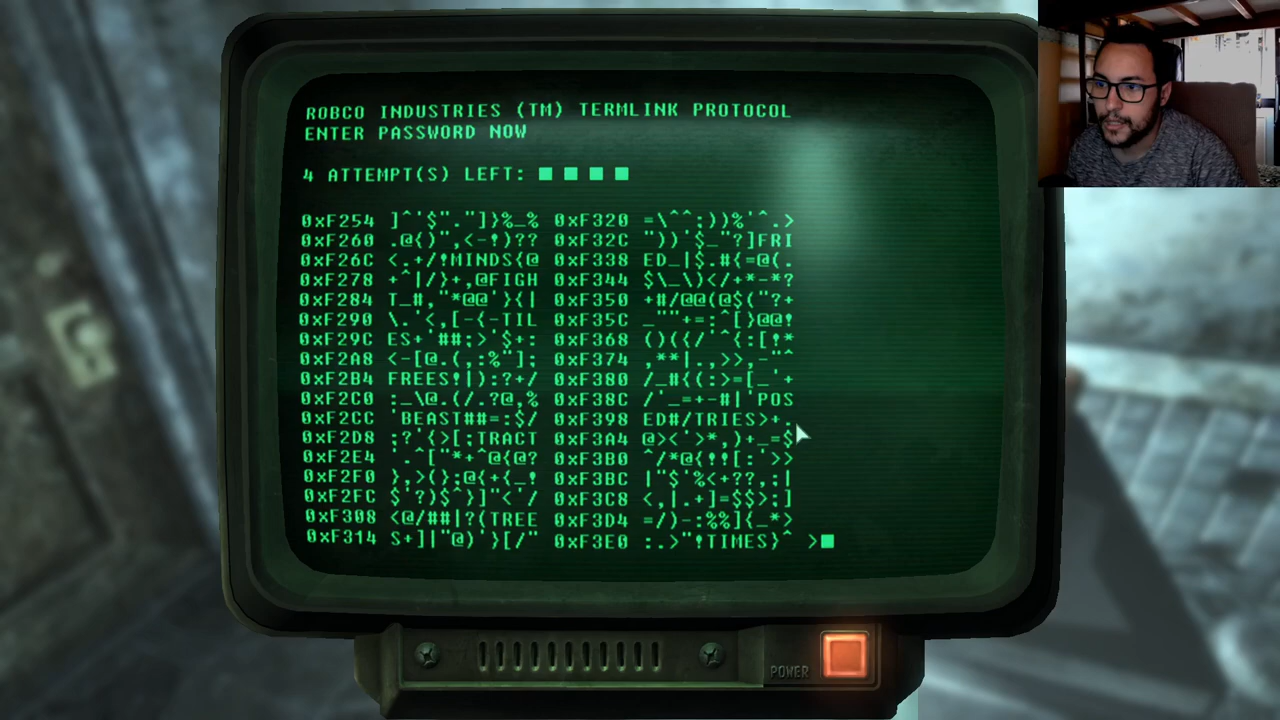 ROBCO INDUSTRIES (TM) TERMLINK PROTOCOL
ENTER PASSWORD NOW
4 ATTEMPT(S) LEFT: ■ ■ ■ ■
0xF254 ]^'$"."]}%_% 0xF320 =\^^;))%'^.>
0xF260 .@{)",<-!)?? 0xF32C "))'$_"?]FRI
0xF26C <.+/!MINDS{@ 0xF338 ED_|$.#{=@(.
0xF278 +^|/}+,@FIGH 0xF344 $\_\)</+*-*?
0xF284 T_#,"*@@'}{| 0xF350 +#/@@(@$("?+
0xF290 \.'<,[-{-TIL 0xF35C _""+=:^[}@@!
0xF29C ES+'##;>'$+: 0xF368 ()({/'^{:[!*
0xF2A8 <-[@.(,:%"]; 0xF374 ,**|.,>>,-"^
0xF2B4 FREES!|):?+/ 0xF380 /_#{(:>=[_'+
0xF2C0 :_\@.(/.?@,% 0xF38C /'_=+-#|'POS
0xF2CC 'BEAST##=:$/ 0xF398 ED#/TRIES>+.
0xF2D8 ;?'{>[;TRACT 0xF3A4 @><'>*,)+_=$
0xF2E4 '.^["*+^@{@? 0xF3B0 ^/*@{!![:'>>
0xF2F0 },>(};@{+{_! 0xF3BC |"$'%<+??,:|
0xF2FC $'?)$^}]"<'/ 0xF3C8 <,|.+]=$$>;]
0xF308 <@/##|?(TREE 0xF3D4 =/)-:%%]{_*>
0xF314 S+]|"@)'}[/" 0xF3E0 :.>"!TIMES}^ >■
POWER